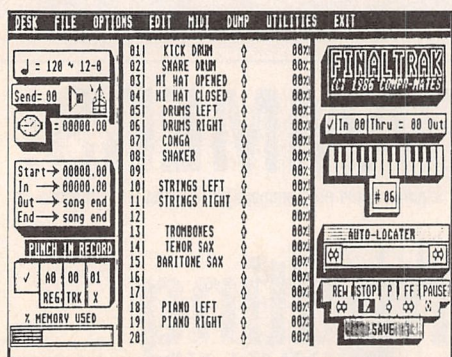 DESK FILE OPTIONS EDIT MIDI DUMP UTILITIES EXIT
♩ = 120 ~ 12-0
Send= 00
= 00000.00
Start→ 00000.00
In → 00000.00
Out → song end
End → song end
PUNCH IN RECORD
✓ A0 00 01
REG TRK X
% MEMORY USED
01| KICK DRUM 00%
02| SNARE DRUM 00%
03| HI HAT OPENED 00%
04| HI HAT CLOSED 00%
05| DRUMS LEFT 00%
06| DRUMS RIGHT 00%
07| CONGA 00%
08| SHAKER 00%
09| 00%
10| STRINGS LEFT 00%
11| STRINGS RIGHT 00%
12| 00%
13| TROMBONES 00%
14| TENOR SAX 00%
15| BARITONE SAX 00%
16| 00%
17| 00%
18| PIANO LEFT 00%
19| PIANO RIGHT 00%
20| 00%
FINALTRAK
(C) 1986 COMPU-MATES
✓ In 00 Thru = 00 Out
# 06
AUTO-LOCATER
REW STOP P FF PAUSE
SAVE